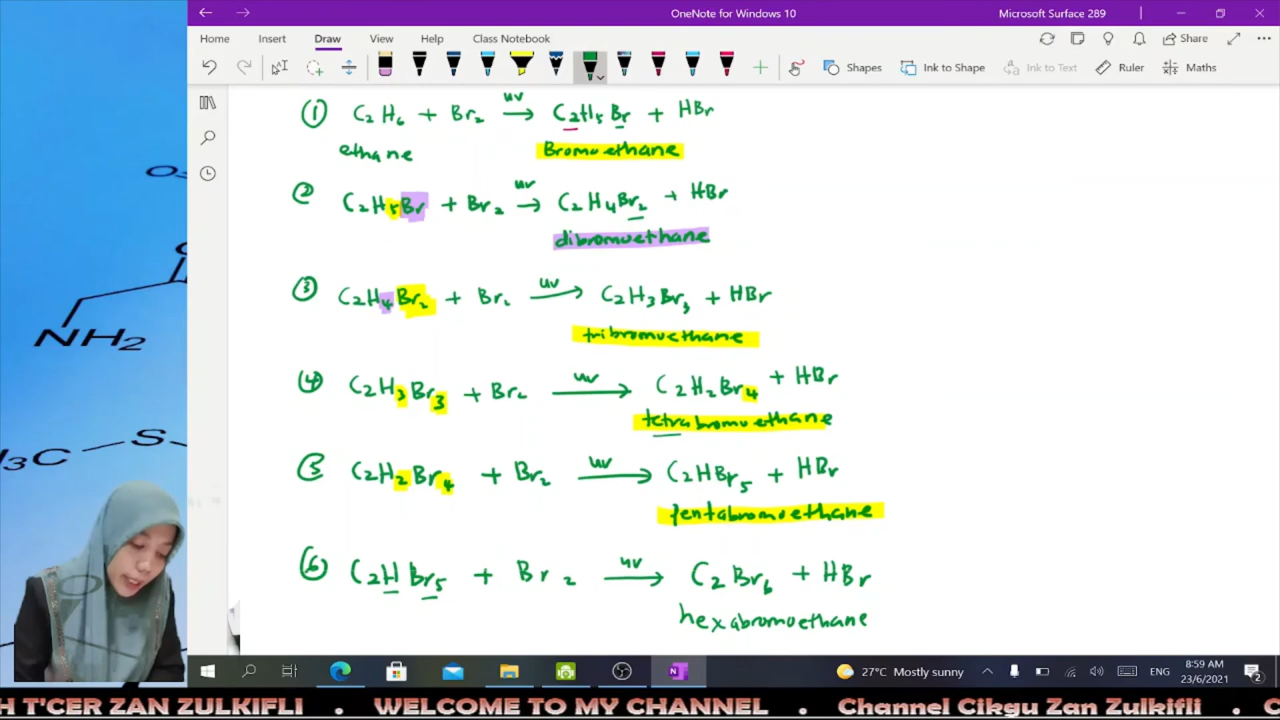 OneNote for Windows 10
Microsoft Surface 289
Home Insert Draw View Help Class Notebook
Share
Shapes Ink to Shape Ink to Text Ruler Maths
① C2H6 + Br2 uv → C2H5Br + HBr
ethane Bromoethane
② C2H5Br + Br2 uv → C2H4Br2 + HBr
dibromoethane
③ C2H4Br2 + Br2 uv → C2H3Br3 + HBr
tribromoethane
④ C2H3Br3 + Br2 uv → C2H2Br4 + HBr
tetrabromoethane
⑤ C2H2Br4 + Br2 uv → C2HBr5 + HBr
pentabromoethane
⑥ C2HBr5 + Br2 uv → C2Br6 + HBr
hexabromoethane
NH2
H3C S
27°C Mostly sunny
ENG
8:59 AM
23/6/2021
2
H T'CER ZAN ZULKIFLI . WELCOME TO MY CHANNEL . Channel Cikgu Zan Zulkifli .